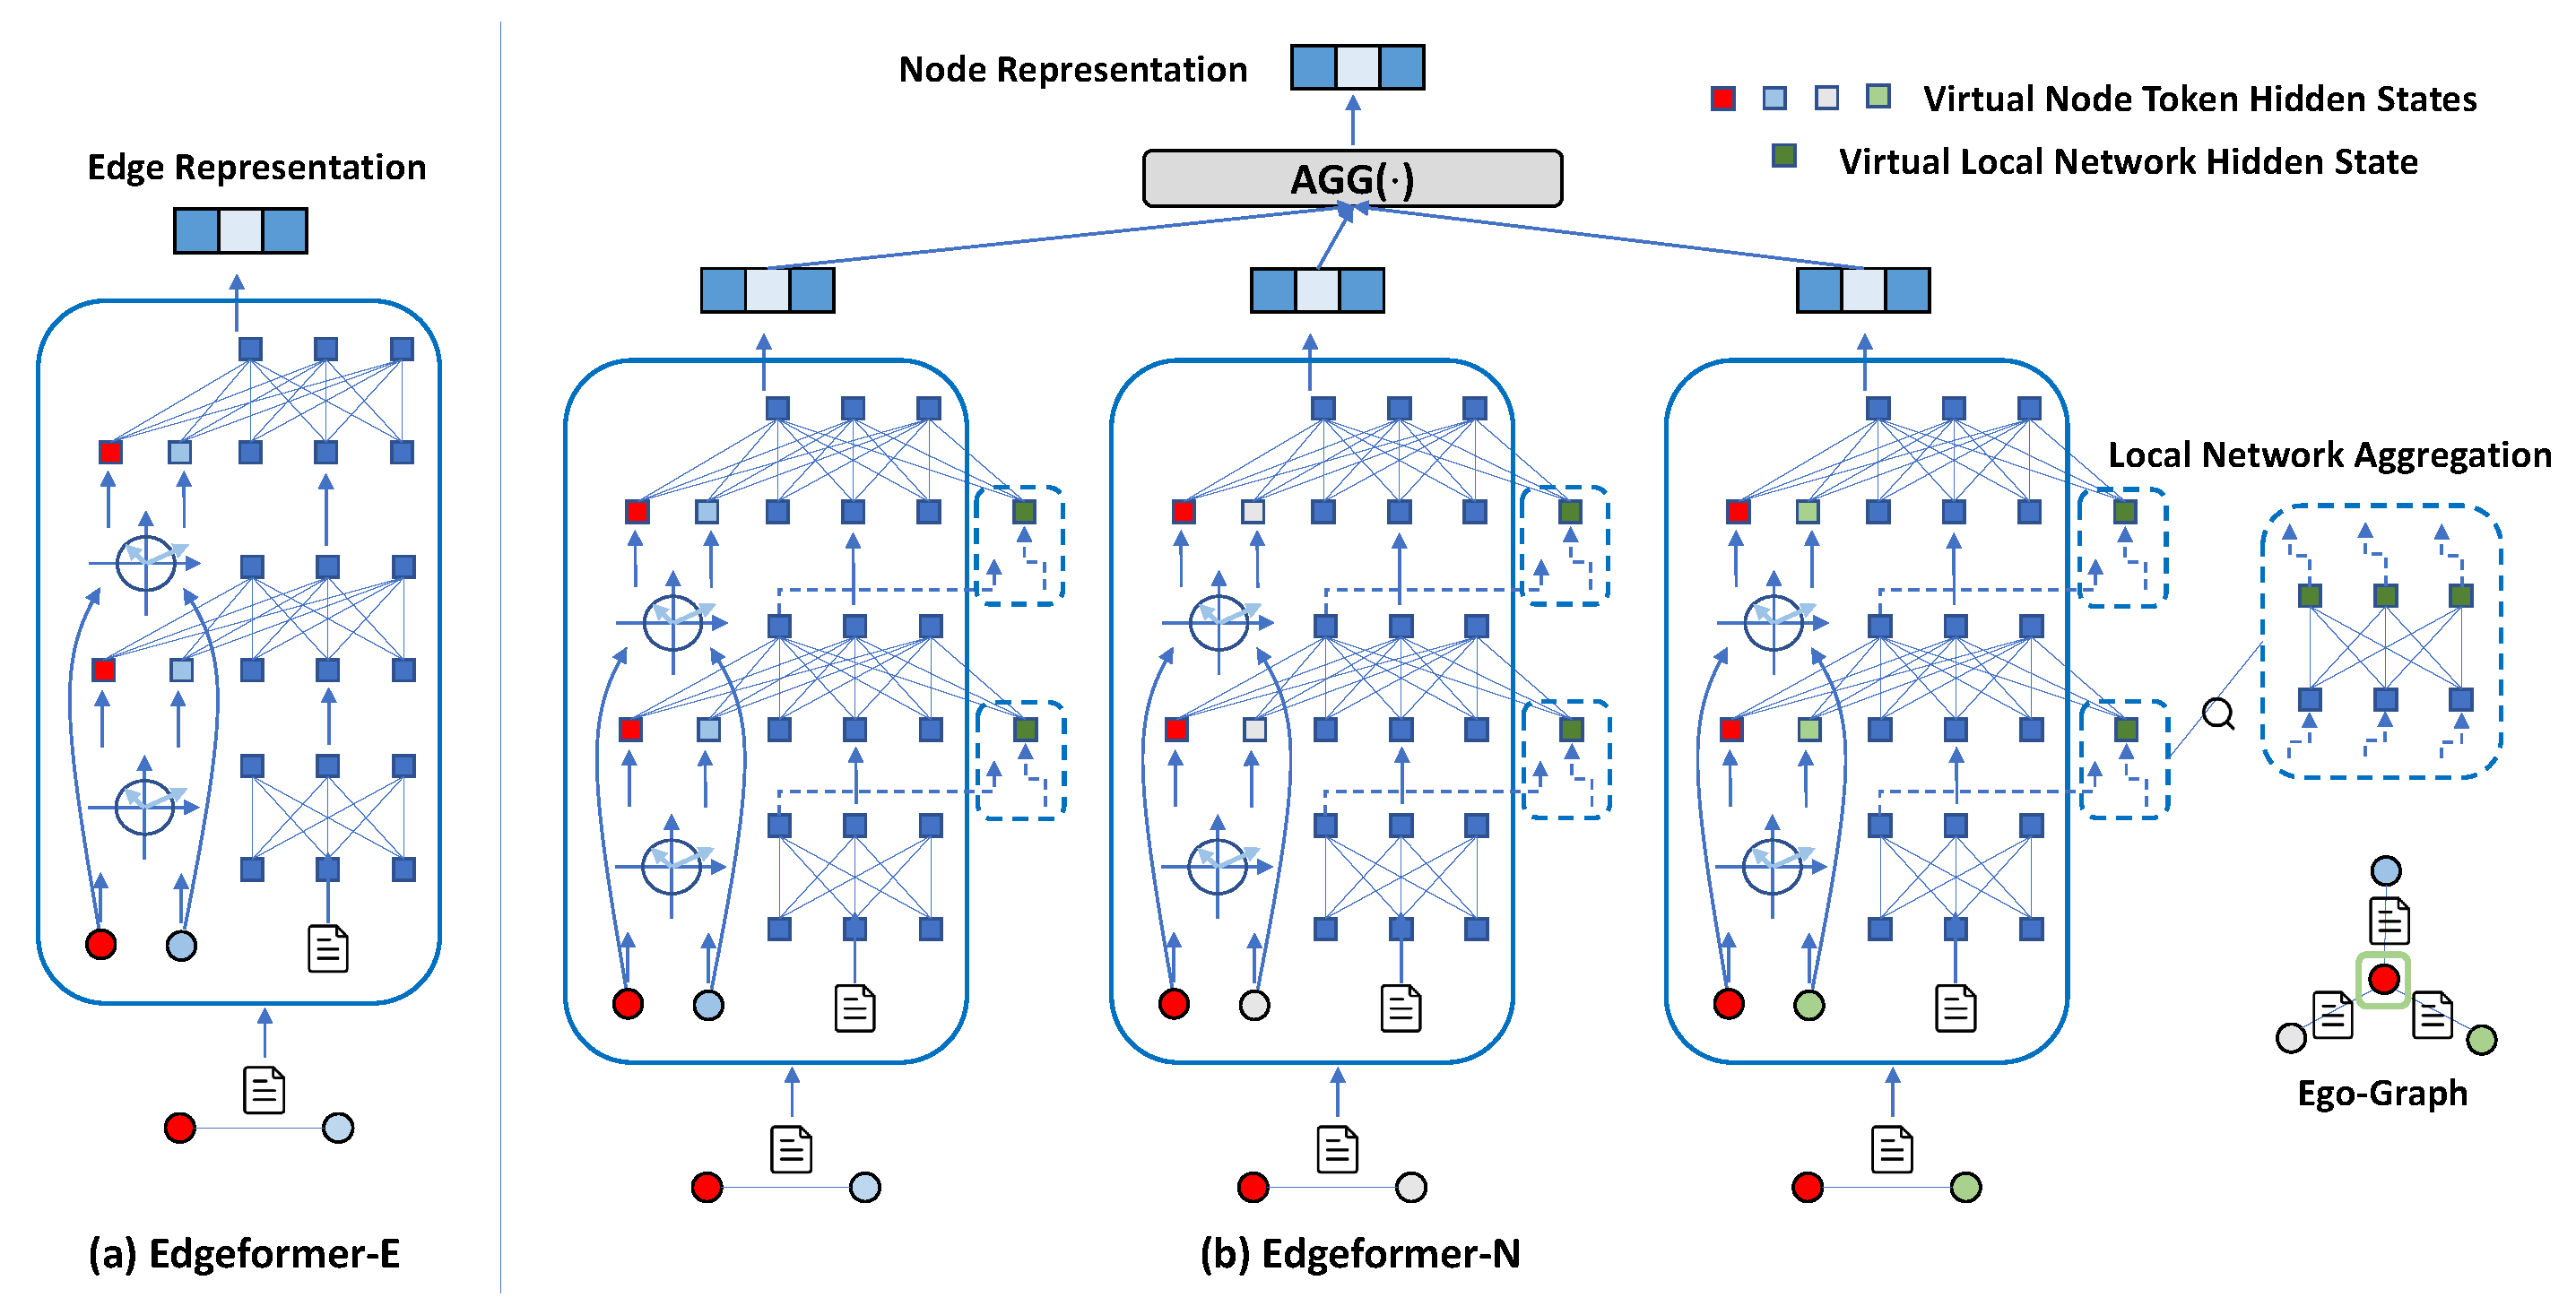 Node Representation
Virtual Node Token Hidden States
Virtual Local Network Hidden State
Edge Representation
AGG(·)
Local Network Aggregation
Ego-Graph
(a) Edgeformer-E
(b) Edgeformer-N